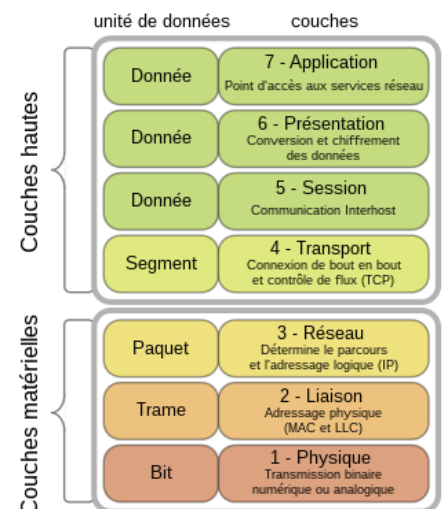 unité de données couches
Couches hautes
Donnée
7 - Application
Point d'accès aux services réseau
Donnée
6 - Présentation
Conversion et chiffrement
des données
Donnée
5 - Session
Communication Interhost
Segment
4 - Transport
Connexion de bout en bout
et contrôle de flux (TCP)
Couches matérielles
Paquet
3 - Réseau
Détermine le parcours
et l'adressage logique (IP)
Trame
2 - Liaison
Adressage physique
(MAC et LLC)
Bit
1 - Physique
Transmission binaire
numérique ou analogique